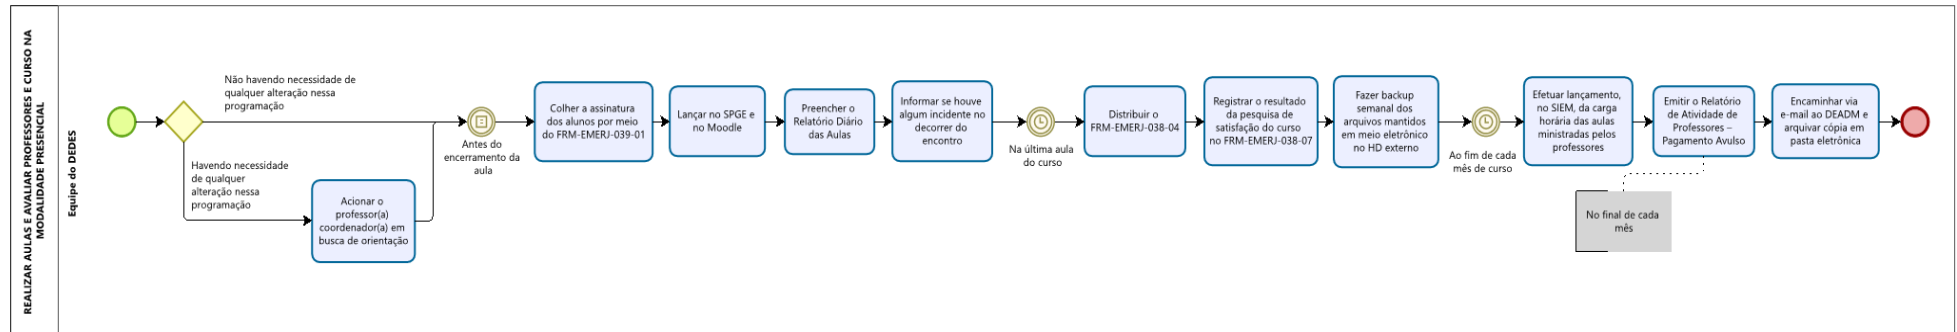 REALIZAR AULAS E AVALIAR PROFESSORES E CURSO NA
MODALIDADE PRESENCIAL
Equipe do DEDES
Não havendo necessidade de
qualquer alteração nessa
programação
Havendo necessidade
de qualquer
alteração nessa
programação
Acionar o
professor(a)
coordenador(a) em
busca de orientação
Antes do
encerramento da
aula
Colher a assinatura
dos alunos por meio
do FRM-EMERJ-039-01
Lançar no SPGE e
no Moodle
Preencher o
Relatório Diário
das Aulas
Informar se houve
algum incidente no
decorrer do
encontro
Na última aula
do curso
Distribuir o
FRM-EMERJ-038-04
Registrar o resultado
da pesquisa de
satisfação do curso
no FRM-EMERJ-038-07
Fazer backup
semanal dos
arquivos mantidos
em meio eletrônico
no HD externo
Ao fim de cada
mês de curso
Efetuar lançamento,
no SIEM, da carga
horária das aulas
ministradas pelos
professores
Emitir o Relatório
de Atividade de
Professores –
Pagamento Avulso
No final de cada
mês
Encaminhar via
e-mail ao DEADM e
arquivar cópia em
pasta eletrônica